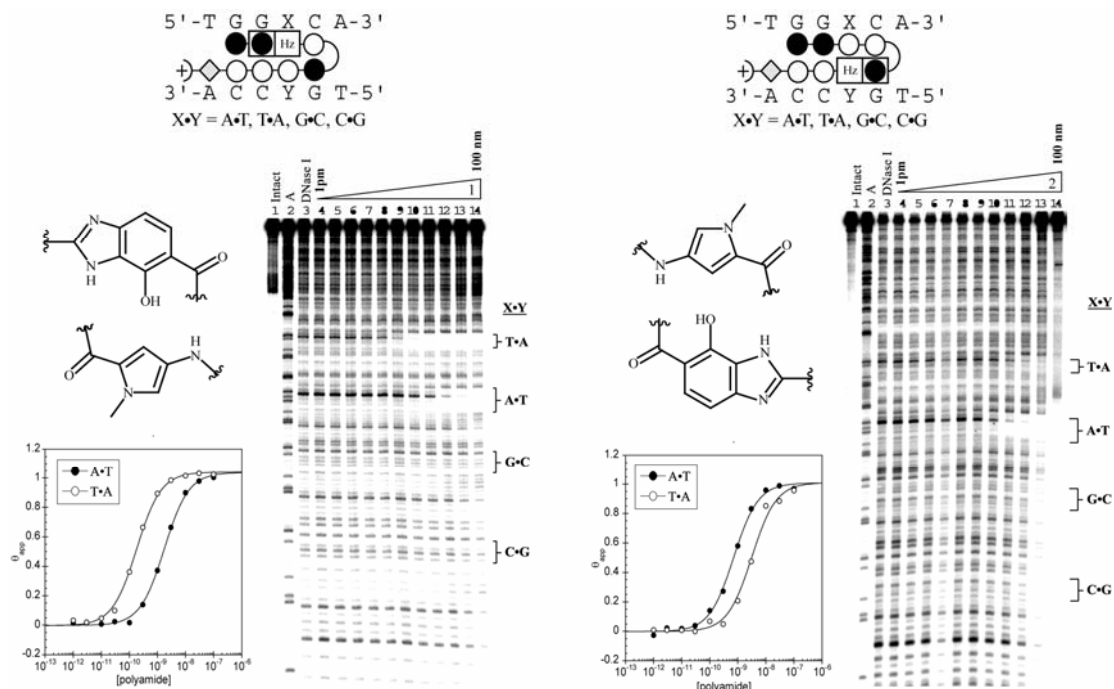 5'-T G G X C A-3'
Hz
3'-A C C Y G T-5'
X•Y = A•T, T•A, G•C, C•G
Intact
A
DNase I
1pm
100 nm
1
1 2 3 4 5 6 7 8 9 10 11 12 13 14
N
N
H
OH
O
O
N
H
N
X•Y
T•A
A•T
G•C
C•G
A•T
T•A
1.2
1
0.8
0.6
0.4
0.2
0
-0.2
θapp
10⁻¹³ 10⁻¹² 10⁻¹¹ 10⁻¹⁰ 10⁻⁹ 10⁻⁸ 10⁻⁷ 10⁻⁶
[polyamide]
5'-T G G X C A-3'
Hz
3'-A C C Y G T-5'
X•Y = A•T, T•A, G•C, C•G
Intact
A
DNase I
1pm
100 nm
2
1 2 3 4 5 6 7 8 9 10 11 12 13 14
N
N
H
O
HO
H
N
O
N
X•Y
T•A
A•T
G•C
C•G
A•T
T•A
1.2
1
0.8
0.6
0.4
0.2
0
-0.2
θapp
10⁻¹³ 10⁻¹² 10⁻¹¹ 10⁻¹⁰ 10⁻⁹ 10⁻⁸ 10⁻⁷ 10⁻⁶
[polyamide]